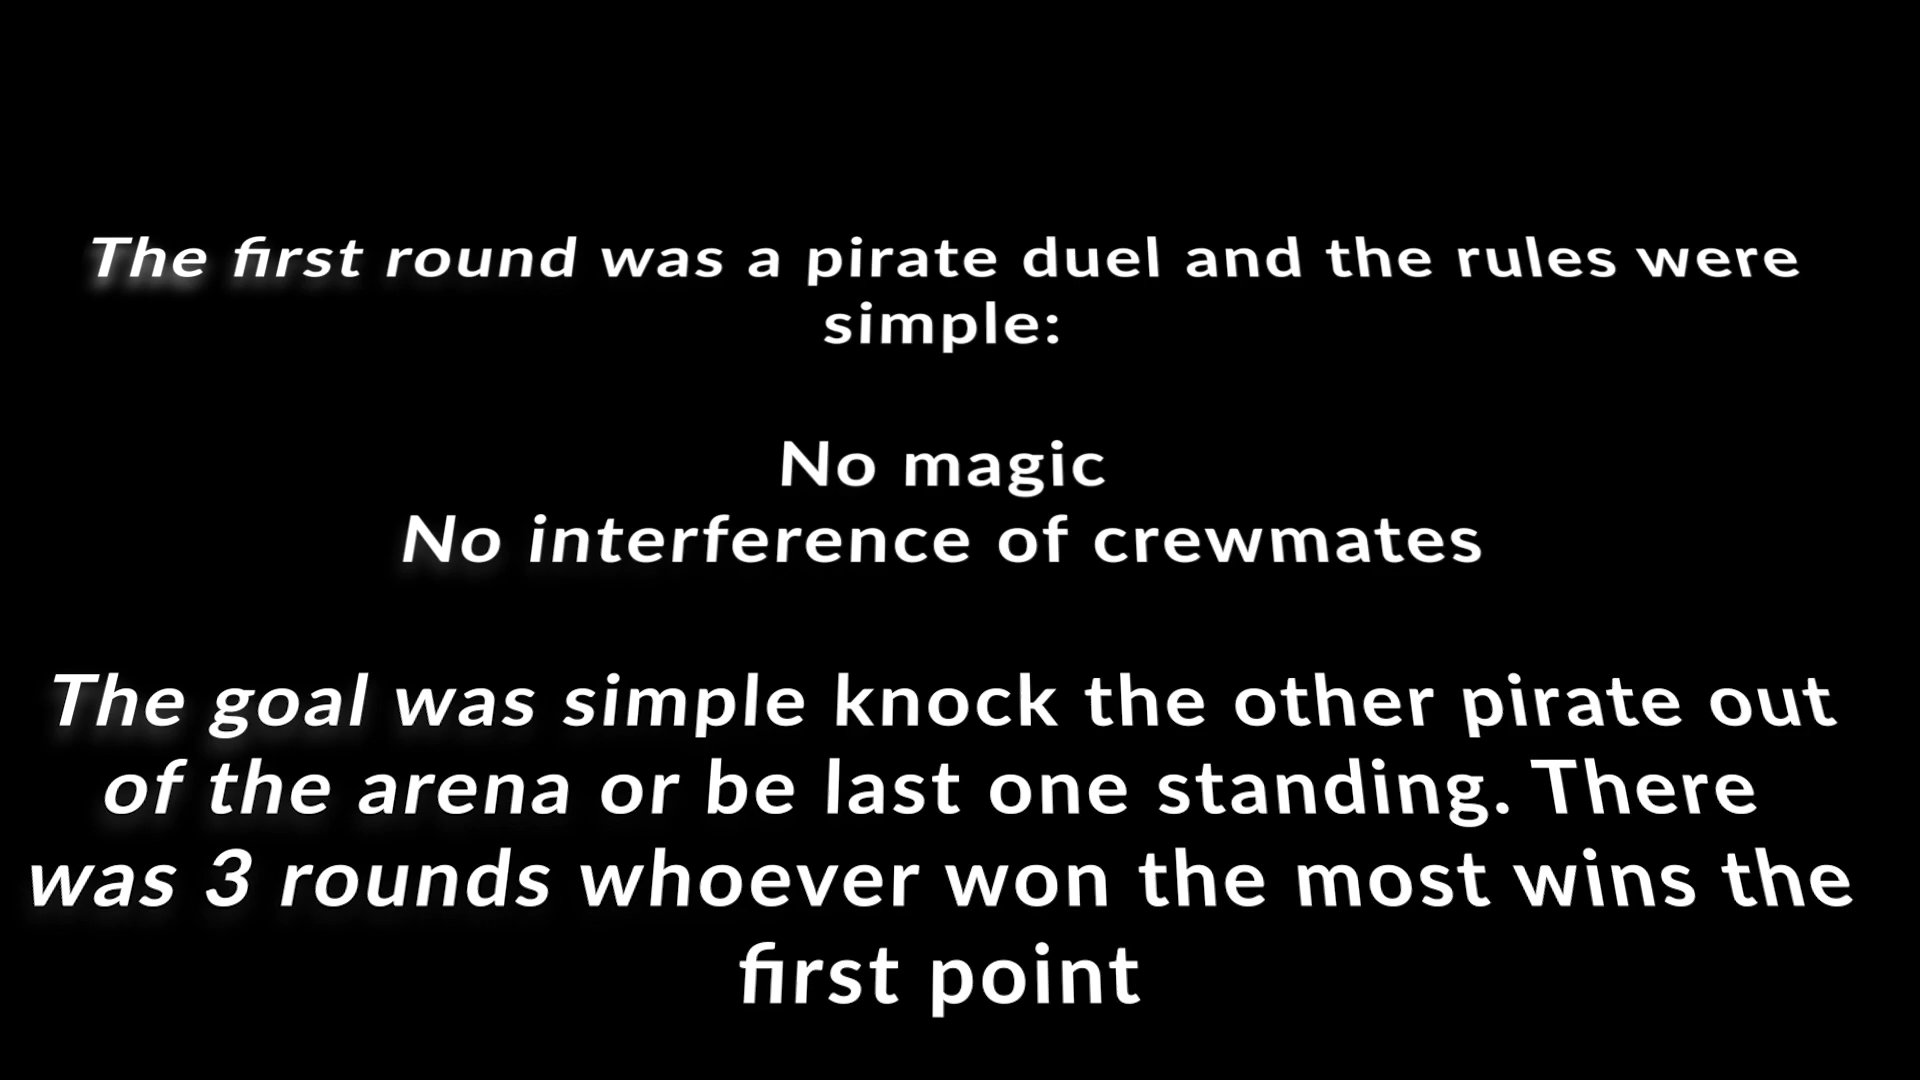 The first round was a pirate duel and the rules were
simple:
No magic
No interference of crewmates
The goal was simple knock the other pirate out
of the arena or be last one standing. There
was 3 rounds whoever won the most wins the
first point